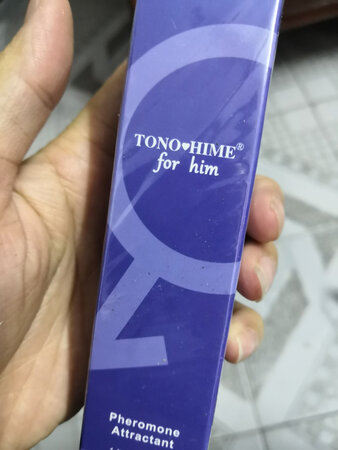 TONO♥HIME®
for him
Pheromone
Attractant